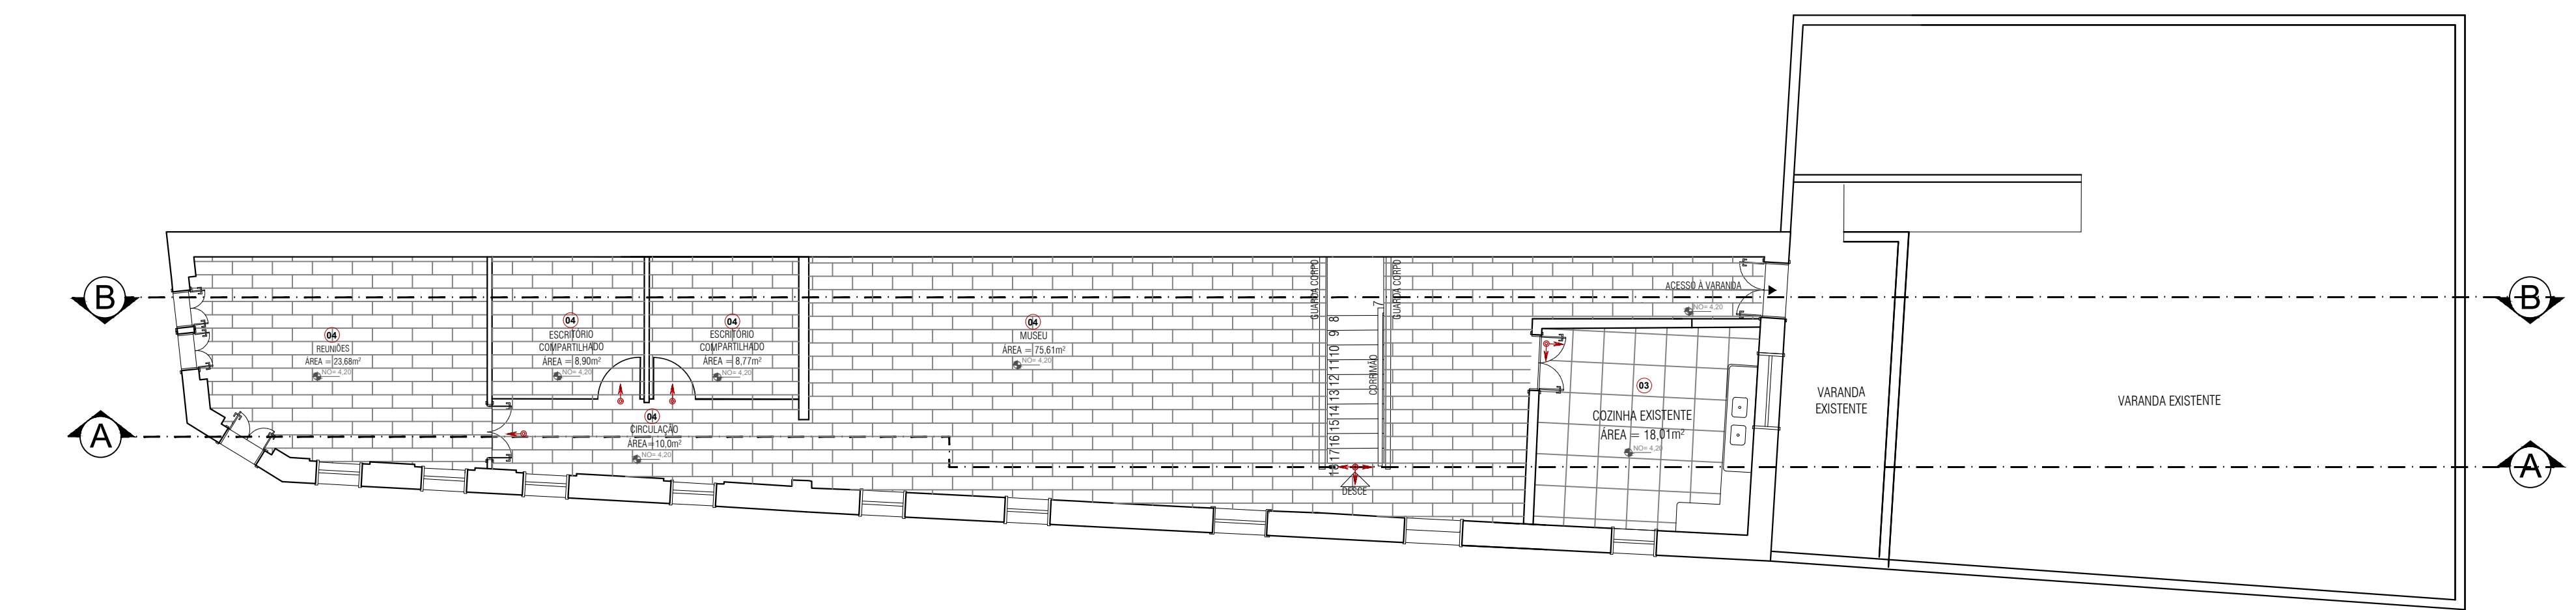 B
A
04
REUNIÕES
ÁREA = 23,68m²
NO= 4,20
04
ESCRITÓRIO
COMPARTILHADO
ÁREA = 8,90m²
NO= 4,20
04
ESCRITÓRIO
COMPARTILHADO
ÁREA = 8,77m²
NO= 4,20
04
CIRCULAÇÃO
ÁREA=10,0m²
NO= 4,20
04
MUSEU
ÁREA = 75,61m²
NO= 4,20
GUARDA CORPO
7
8
9
10
11
12
13
14
15
16
17
18
CORRIMÃO
GUARDA CORPO
DESCE
ACESSO À VARANDA
NO= 4,20
03
COZINHA EXISTENTE
ÁREA = 18,01m²
NO= 4,20
VARANDA
EXISTENTE
VARANDA EXISTENTE
B
A